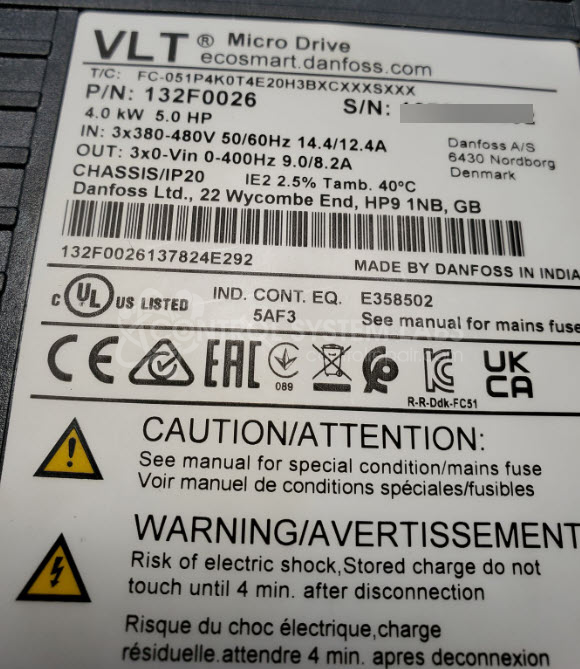 VLT ® Micro Drive
ecosmart.danfoss.com
T/C: FC-051P4K0T4E20H3BXCXXXSXXX
P/N: 132F0026 S/N:
4.0 kW 5.0 HP
IN: 3x380-480V 50/60Hz 14.4/12.4A
OUT: 3x0-Vin 0-400Hz 9.0/8.2A
CHASSIS/IP20 IE2 2.5% Tamb. 40°C
Danfoss A/S
6430 Nordborg
Denmark
Danfoss Ltd., 22 Wycombe End, HP9 1NB, GB
132F0026137824E292 MADE BY DANFOSS IN INDIA
c UL US LISTED IND. CONT. EQ. E358502
5AF3 See manual for mains fuse
CE EAC 089 UK CA
R-R-Ddk-FC51
CAUTION/ATTENTION:
See manual for special condition/mains fuse
Voir manuel de conditions spéciales/fusibles
WARNING/AVERTISSEMENT
Risk of electric shock,Stored charge do not
touch until 4 min. after disconnection
Risque du choc électrique,charge
résiduelle.attendre 4 min. apres deconnexion